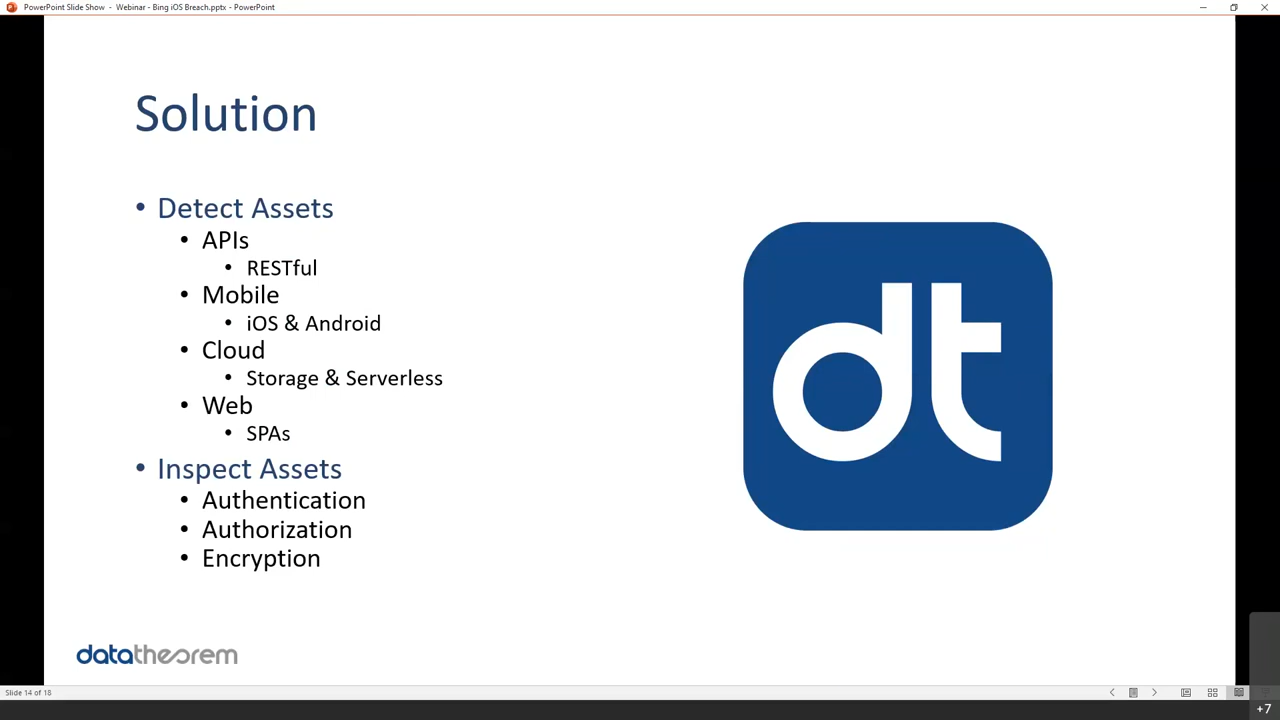 PowerPoint Slide Show - Webinar - Bing iOS Breach.pptx - PowerPoint
Solution
• Detect Assets
• APIs
• RESTful
• Mobile
• iOS & Android
• Cloud
• Storage & Serverless
• Web
• SPAs
• Inspect Assets
• Authentication
• Authorization
• Encryption
dt
datatheorem
Slide 14 of 18
+7